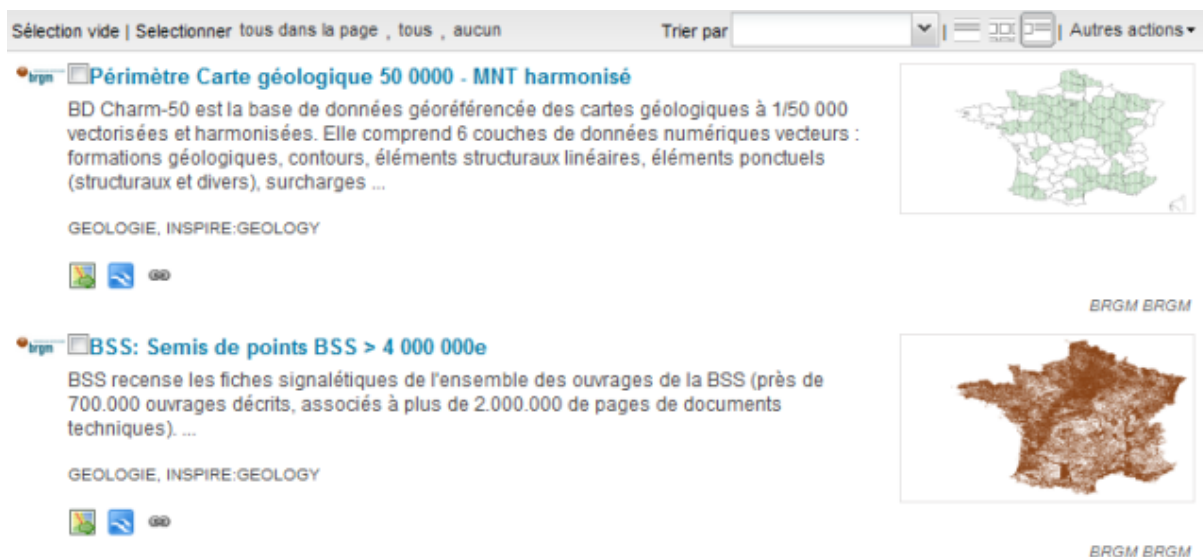 Sélection vide | Selectionner tous dans la page , tous , aucun Trier par | Autres actions
brgm Périmètre Carte géologique 50 0000 - MNT harmonisé
BD Charm-50 est la base de données géoréférencée des cartes géologiques à 1/50 000
vectorisées et harmonisées. Elle comprend 6 couches de données numériques vecteurs :
formations géologiques, contours, éléments structuraux linéaires, éléments ponctuels
(structuraux et divers), surcharges ...
GEOLOGIE, INSPIRE:GEOLOGY
BRGM BRGM
brgm BSS: Semis de points BSS > 4 000 000e
BSS recense les fiches signalétiques de l'ensemble des ouvrages de la BSS (près de
700.000 ouvrages décrits, associés à plus de 2.000.000 de pages de documents
techniques). ...
GEOLOGIE, INSPIRE:GEOLOGY
BRGM BRGM